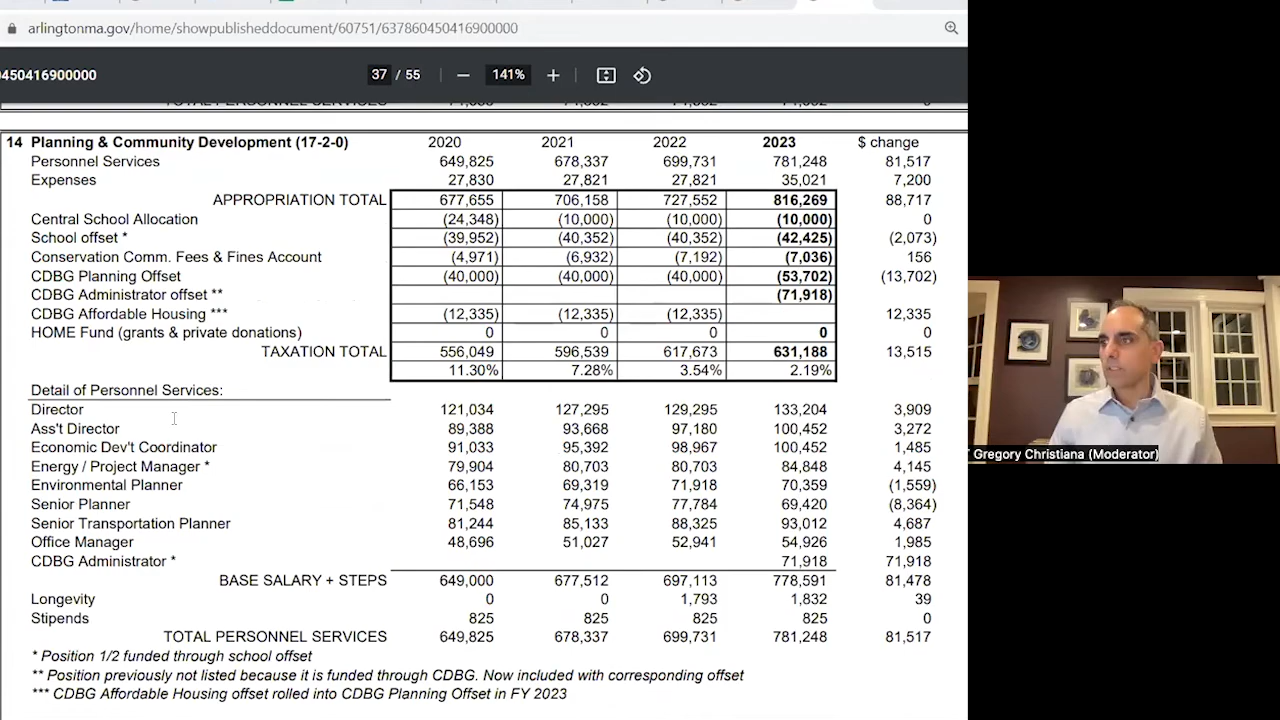 arlingtonma.gov/home/showpublisheddocument/60751/637860450416900000
450416900000 37 / 55 141%
TOTAL PERSONNEL SERVICES
14 Planning & Community Development (17-2-0) 2020 2021 2022 2023 $ change
Personnel Services 649,825 678,337 699,731 781,248 81,517
Expenses 27,830 27,821 27,821 35,021 7,200
APPROPRIATION TOTAL 677,655 706,158 727,552 816,269 88,717
Central School Allocation (24,348) (10,000) (10,000) (10,000) 0
School offset * (39,952) (40,352) (40,352) (42,425) (2,073)
Conservation Comm. Fees & Fines Account (4,971) (6,932) (7,192) (7,036) 156
CDBG Planning Offset (40,000) (40,000) (40,000) (53,702) (13,702)
CDBG Administrator offset ** (71,918)
CDBG Affordable Housing *** (12,335) (12,335) (12,335) 12,335
HOME Fund (grants & private donations) 0 0 0 0 0
TAXATION TOTAL 556,049 596,539 617,673 631,188 13,515
11.30% 7.28% 3.54% 2.19%
Detail of Personnel Services:
Director 121,034 127,295 129,295 133,204 3,909
Ass't Director 89,388 93,668 97,180 100,452 3,272
Economic Dev't Coordinator 91,033 95,392 98,967 100,452 1,485
Energy / Project Manager * 79,904 80,703 80,703 84,848 4,145
Environmental Planner 66,153 69,319 71,918 70,359 (1,559)
Senior Planner 71,548 74,975 77,784 69,420 (8,364)
Senior Transportation Planner 81,244 85,133 88,325 93,012 4,687
Office Manager 48,696 51,027 52,941 54,926 1,985
CDBG Administrator * 71,918 71,918
BASE SALARY + STEPS 649,000 677,512 697,113 778,591 81,478
Longevity 0 0 1,793 1,832 39
Stipends 825 825 825 825 0
TOTAL PERSONNEL SERVICES 649,825 678,337 699,731 781,248 81,517
* Position 1/2 funded through school offset
** Position previously not listed because it is funded through CDBG. Now included with corresponding offset
*** CDBG Affordable Housing offset rolled into CDBG Planning Offset in FY 2023
Gregory Christiana (Moderator)